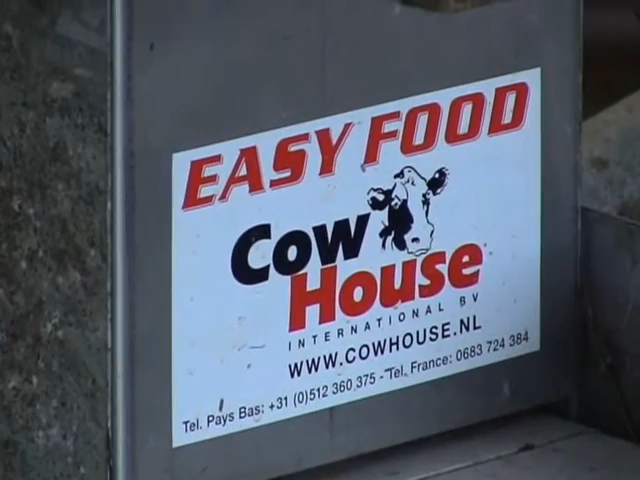 EASY FOOD
Cow
House
INTERNATIONAL BV
WWW.COWHOUSE.NL
Tel. Pays Bas: +31 (0)512 360 375 - Tel. France: 0683 724 384